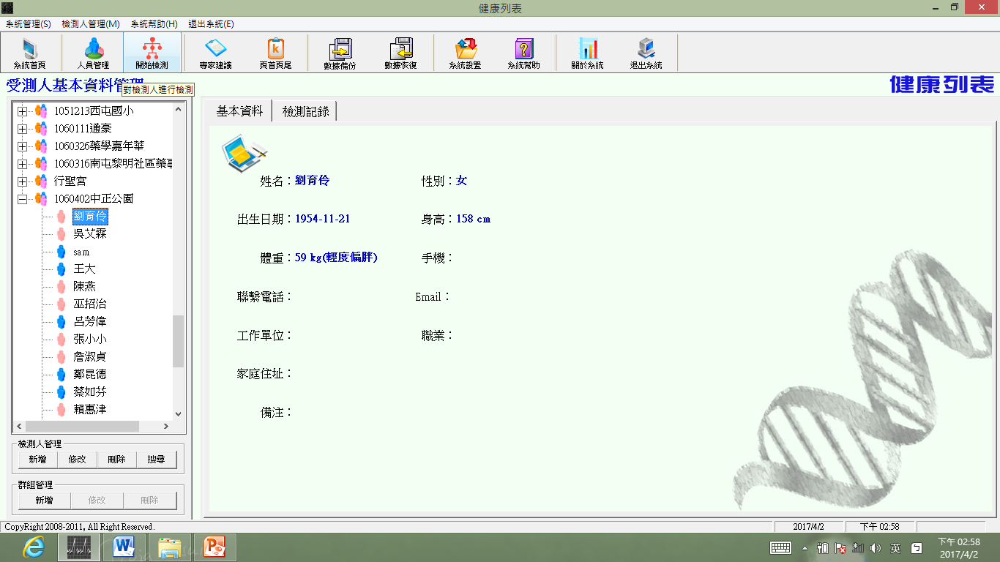 健康列表
系統管理(S) 檢測人管理(M) 系統幫助(H) 退出系統(E)
系統首頁 人員管理 開始檢測 專家建議 頁首頁尾 數據備份 數據恢復 系統設置 系統幫助 關於系統 退出系統
受測人基本資料管理
對檢測人進行檢測
健康列表
基本資料 檢測記錄
1051213西屯國小
1060111通豪
1060326藥學嘉年華
1060316南屯黎明社區藥事
行聖宮
1060402中正公園
劉育伶
吳艾霖
sam
王大
陳燕
巫招治
呂芳偉
張小小
詹淑貞
鄭昆德
蔡如芬
賴惠津
姓名：劉育伶 性別：女
出生日期：1954-11-21 身高：158 cm
體重：59 kg(輕度偏胖) 手機：
聯繫電話： Email：
工作單位： 職業：
家庭住址：
備注：
檢測人管理
新增 修改 刪除 搜尋
群組管理
新增 修改 刪除
CopyRight 2008-2011, All Right Reserved. 2017/4/2 下午 02:58
英 下午 02:58
2017/4/2